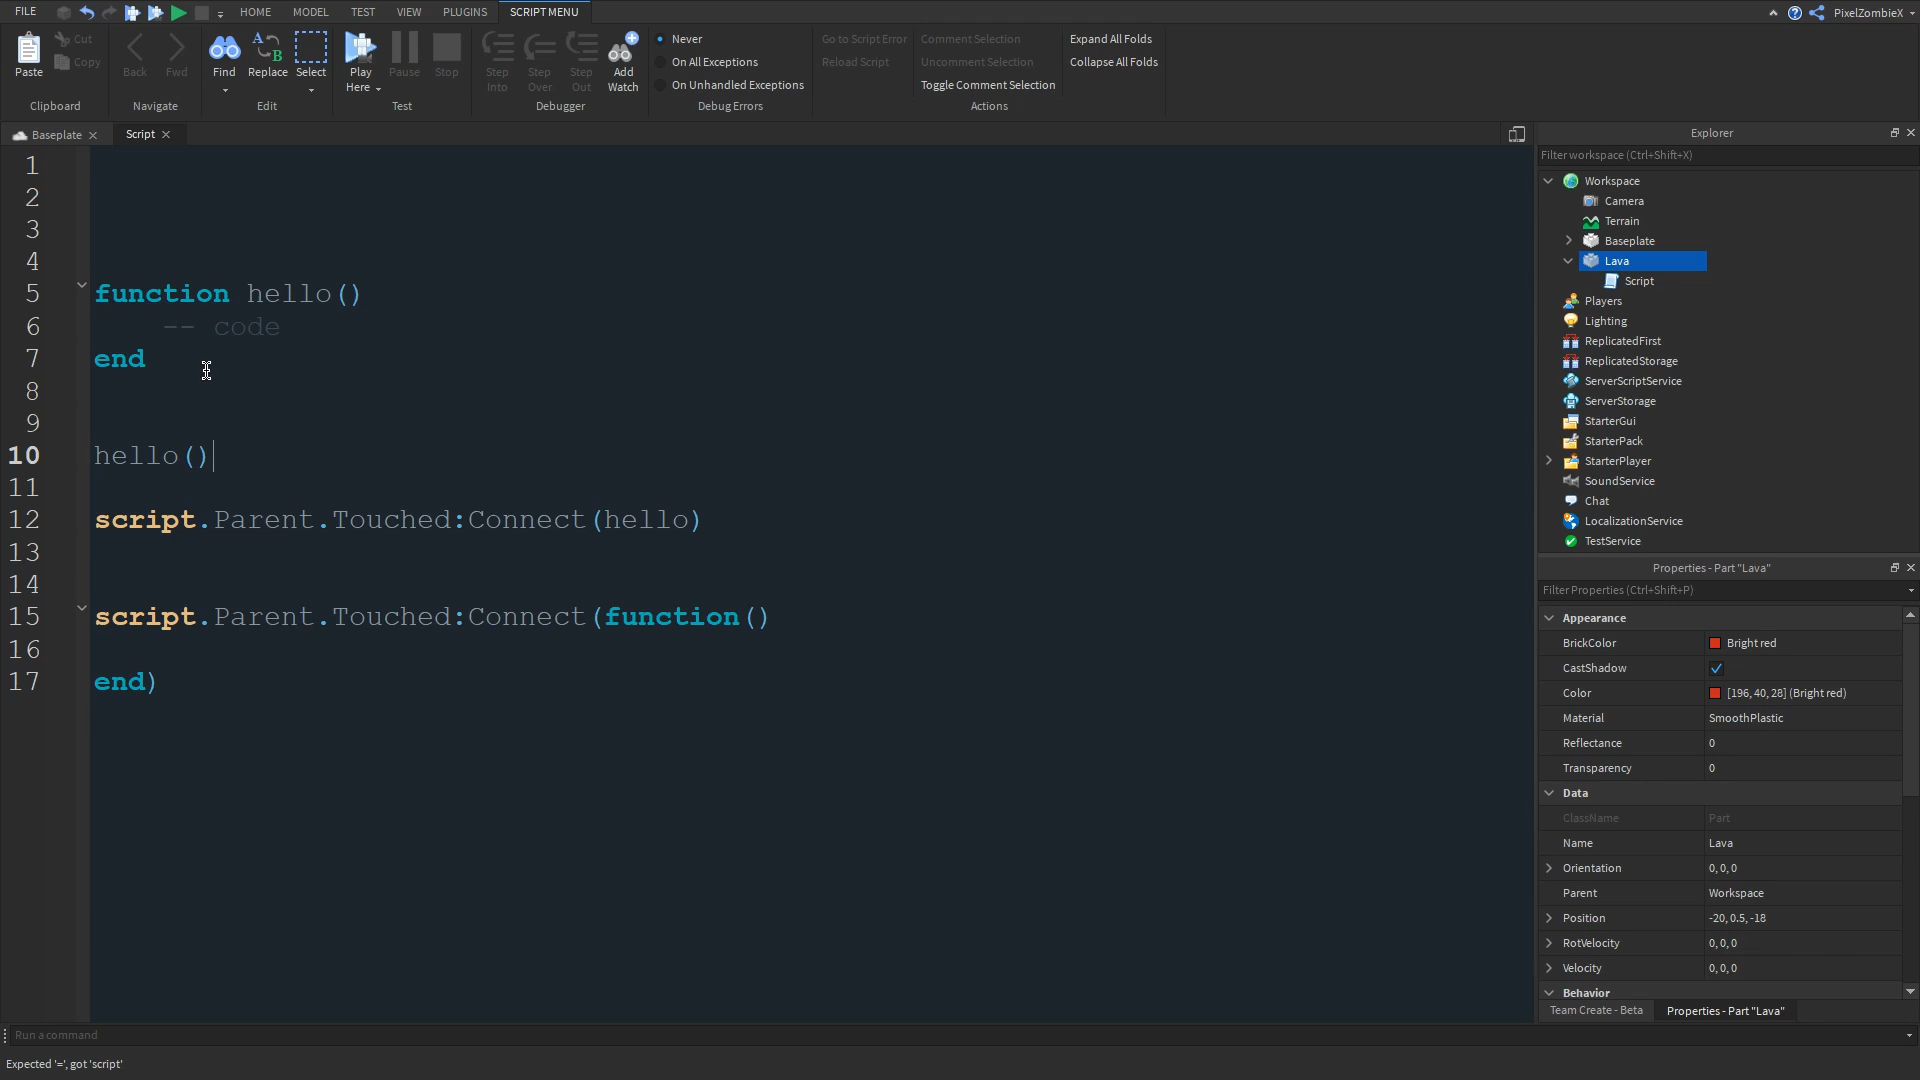 FILE HOME MODEL TEST VIEW PLUGINS SCRIPT MENU PixelZombieX
Paste Cut Copy Back Fwd Find Replace Select Play Here Pause Stop Step Into Step Over Step Out Add Watch
Never
On All Exceptions
On Unhandled Exceptions
Go to Script Error
Reload Script
Comment Selection
Uncomment Selection
Toggle Comment Selection
Expand All Folds
Collapse All Folds
Clipboard Navigate Edit Test Debugger Debug Errors Actions
Baseplate Script
1
2
3
4
5 function hello()
6 -- code
7 end
8
9
10 hello()
11
12 script.Parent.Touched:Connect(hello)
13
14
15 script.Parent.Touched:Connect(function()
16
17 end)
Explorer
Filter workspace (Ctrl+Shift+X)
Workspace
Camera
Terrain
Baseplate
Lava
Script
Players
Lighting
ReplicatedFirst
ReplicatedStorage
ServerScriptService
ServerStorage
StarterGui
StarterPack
StarterPlayer
SoundService
Chat
LocalizationService
TestService
Properties - Part "Lava"
Filter Properties (Ctrl+Shift+P)
Appearance
BrickColor Bright red
CastShadow
Color [196, 40, 28] (Bright red)
Material SmoothPlastic
Reflectance 0
Transparency 0
Data
ClassName Part
Name Lava
Orientation 0, 0, 0
Parent Workspace
Position -20, 0.5, -18
RotVelocity 0, 0, 0
Velocity 0, 0, 0
Behavior
Team Create - Beta Properties - Part "Lava"
Run a command
Expected '=', got 'script'